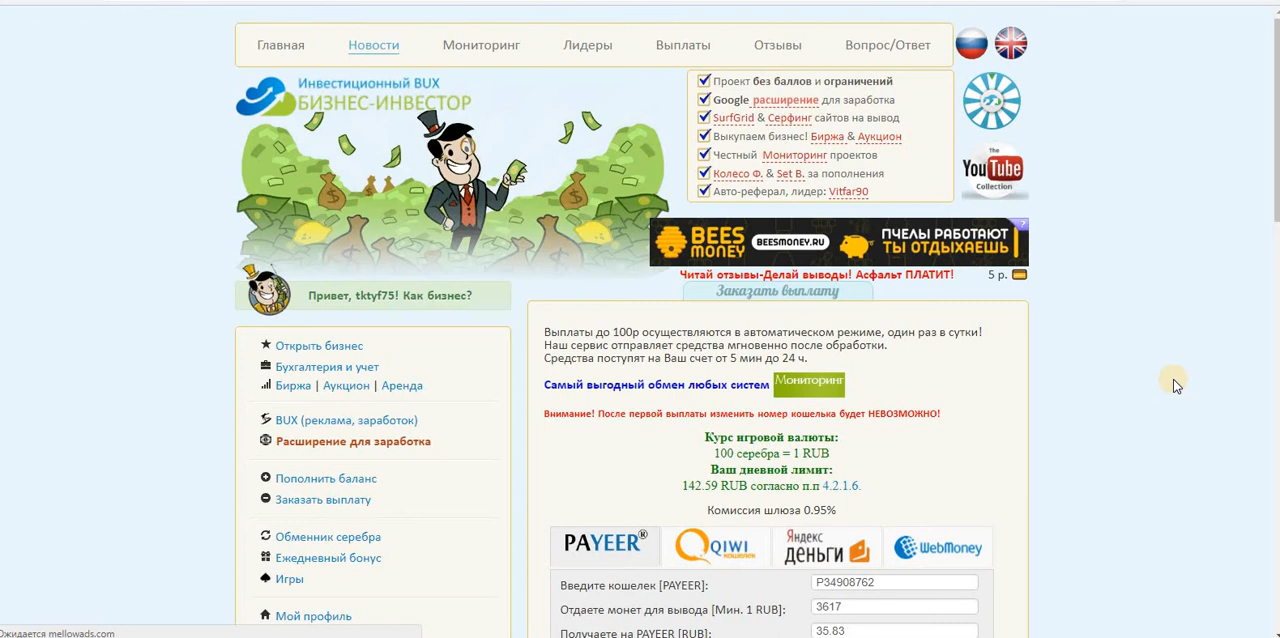 Главная Новости Мониторинг Лидеры Выплаты Отзывы Вопрос/Ответ
Инвестиционный BUX
БИЗНЕС-ИНВЕСТОР
Проект без баллов и ограничений
Google расширение для заработка
SurfGrid & Серфинг сайтов на вывод
Выкупаем бизнес! Биржа & Аукцион
Честный Мониторинг проектов
Колесо Ф. & Set B. за пополнения
Авто-реферал, лидер: Vitfar90
The
YouTube
Collection
BEES
MONEY
BEESMONEY.RU
ПЧЕЛЫ РАБОТАЮТ
ТЫ ОТДЫХАЕШЬ
?
Читай отзывы-Делай выводы! Асфальт ПЛАТИТ! 5 р.
Привет, tktyf75! Как бизнес?
Заказать выплату
Открыть бизнес
Бухгалтерия и учет
Биржа | Аукцион | Аренда
BUX (реклама, заработок)
Расширение для заработка
Пополнить баланс
Заказать выплату
Обменник серебра
Ежедневный бонус
Игры
Мой профиль
Выплаты до 100р осуществляются в автоматическом режиме, один раз в сутки!
Наш сервис отправляет средства мгновенно после обработки.
Средства поступят на Ваш счет от 5 мин до 24 ч.
Самый выгодный обмен любых систем Мониторинг
Внимание! После первой выплаты изменить номер кошелька будет НЕВОЗМОЖНО!
Курс игровой валюты:
100 серебра = 1 RUB
Ваш дневной лимит:
142.59 RUB согласно п.п 4.2.1.6.
Комиссия шлюза 0.95%
PAYEER® QIWI КОШЕЛЕК Яндекс деньги WebMoney
Введите кошелек [PAYEER]: P34908762
Отдаете монет для вывода [Мин. 1 RUB]: 3617
Получаете на PAYEER [RUB]: 35.83
Ожидается mellowads.com